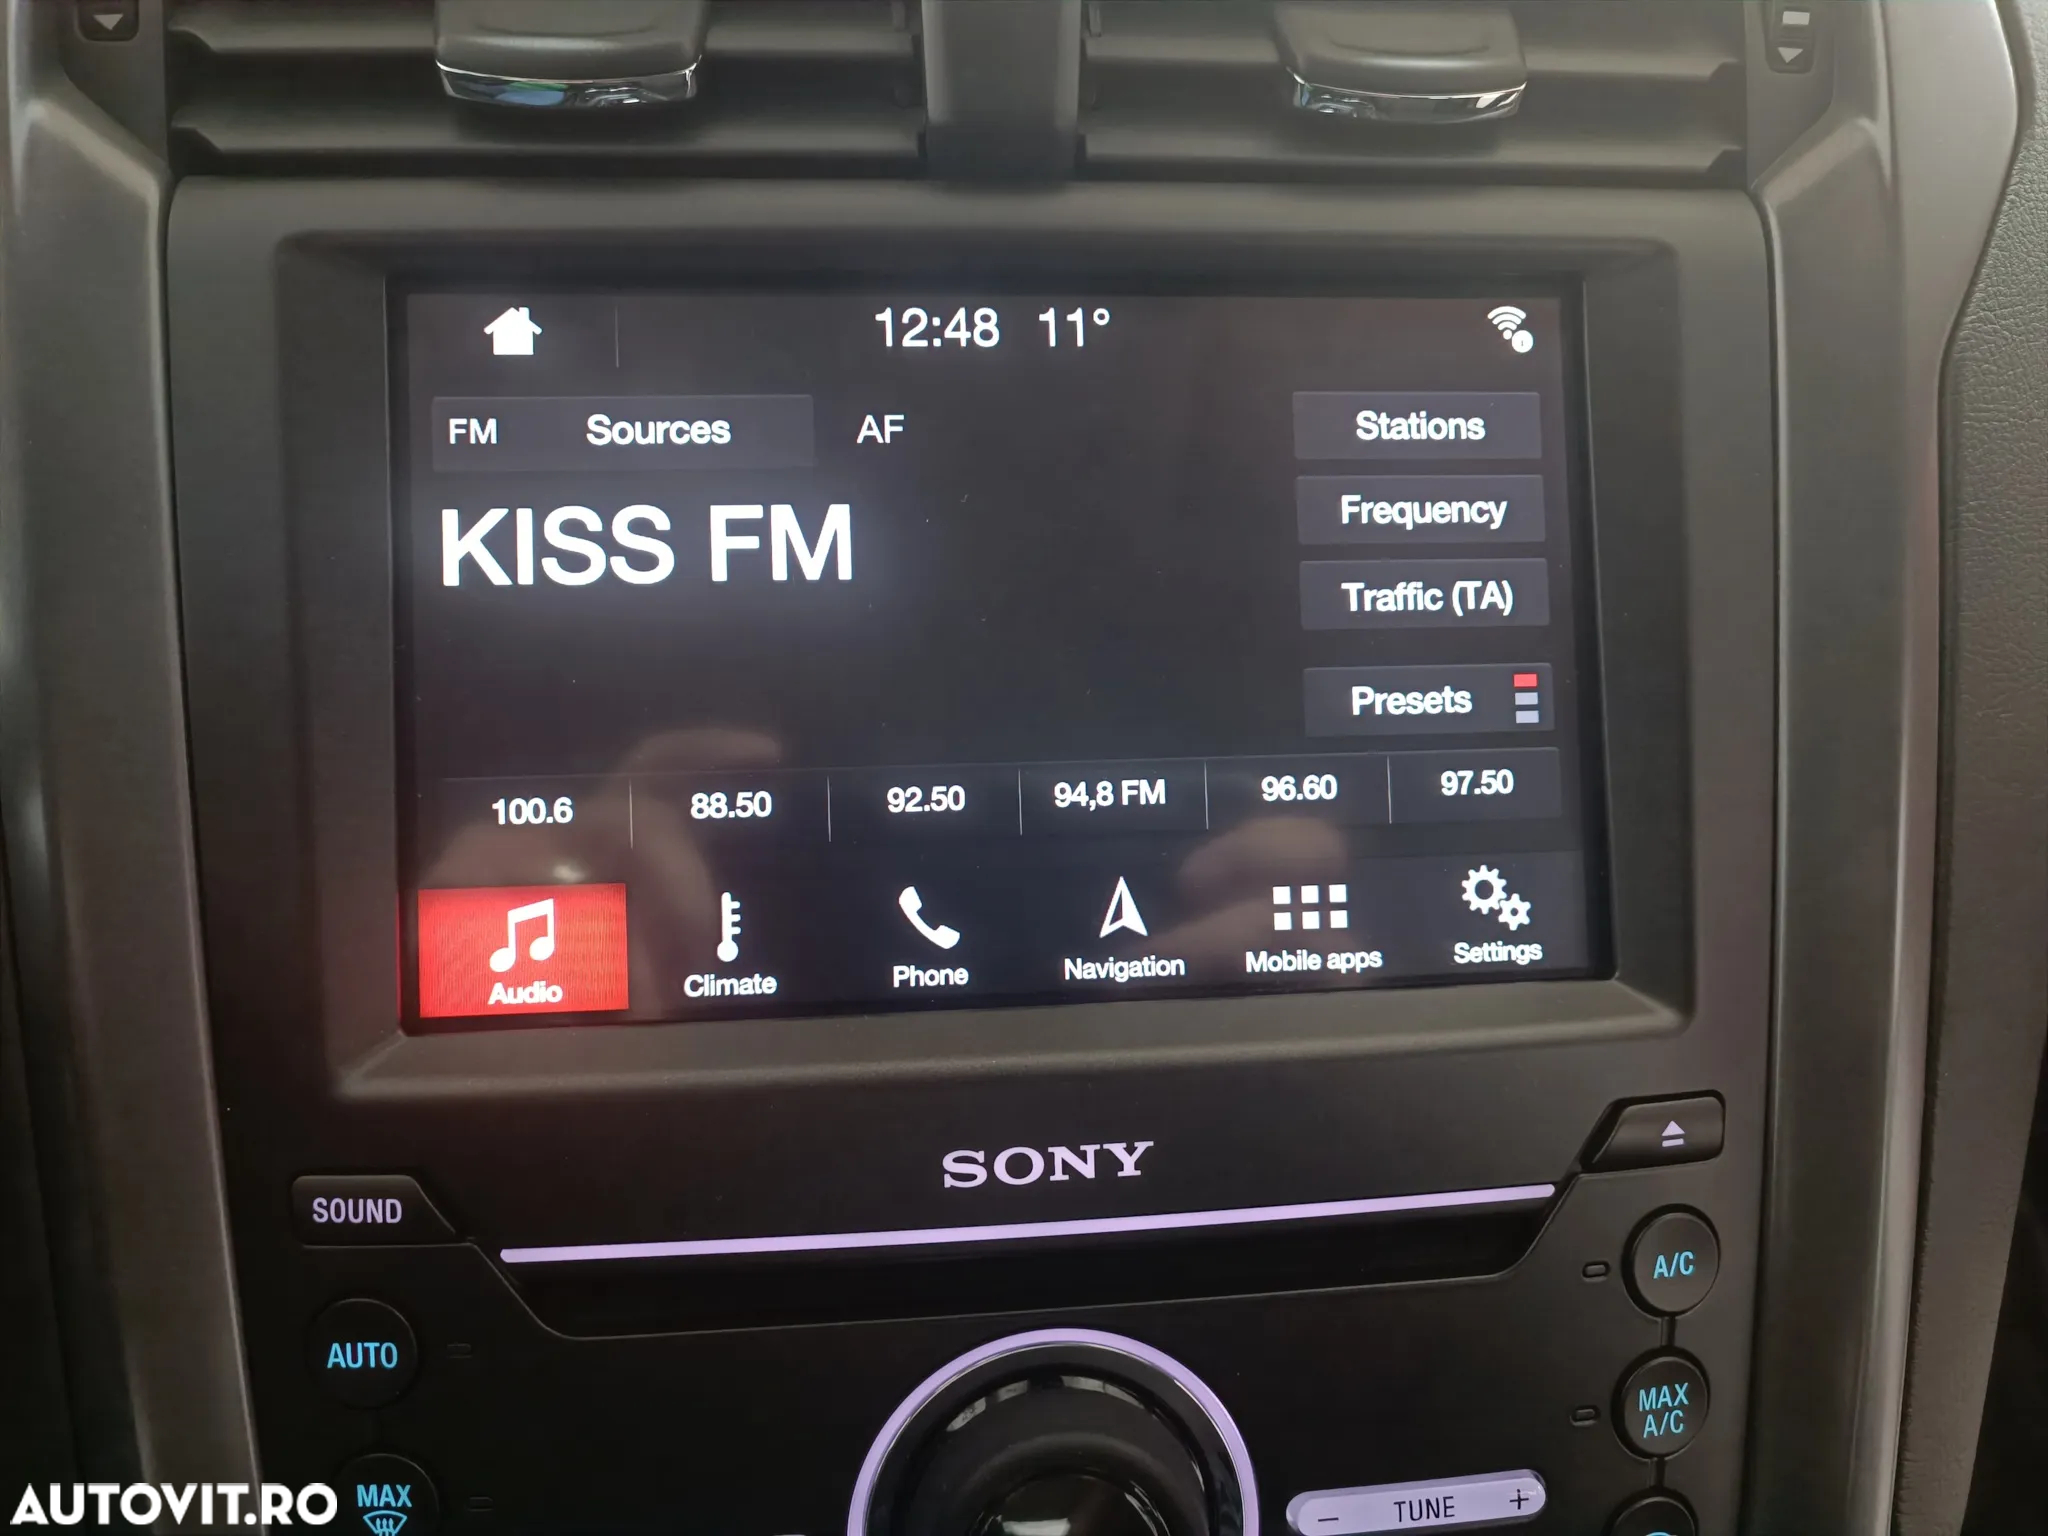 12:48 11°
FM Sources AF Stations
KISS FM
Frequency
Traffic (TA)
Presets
100.6 88.50 92.50 94,8 FM 96.60 97.50
Audio Climate Phone Navigation Mobile apps Settings
SONY
SOUND
A/C
AUTO
MAX
A/C
MAX
− TUNE +
AUTOVIT.RO